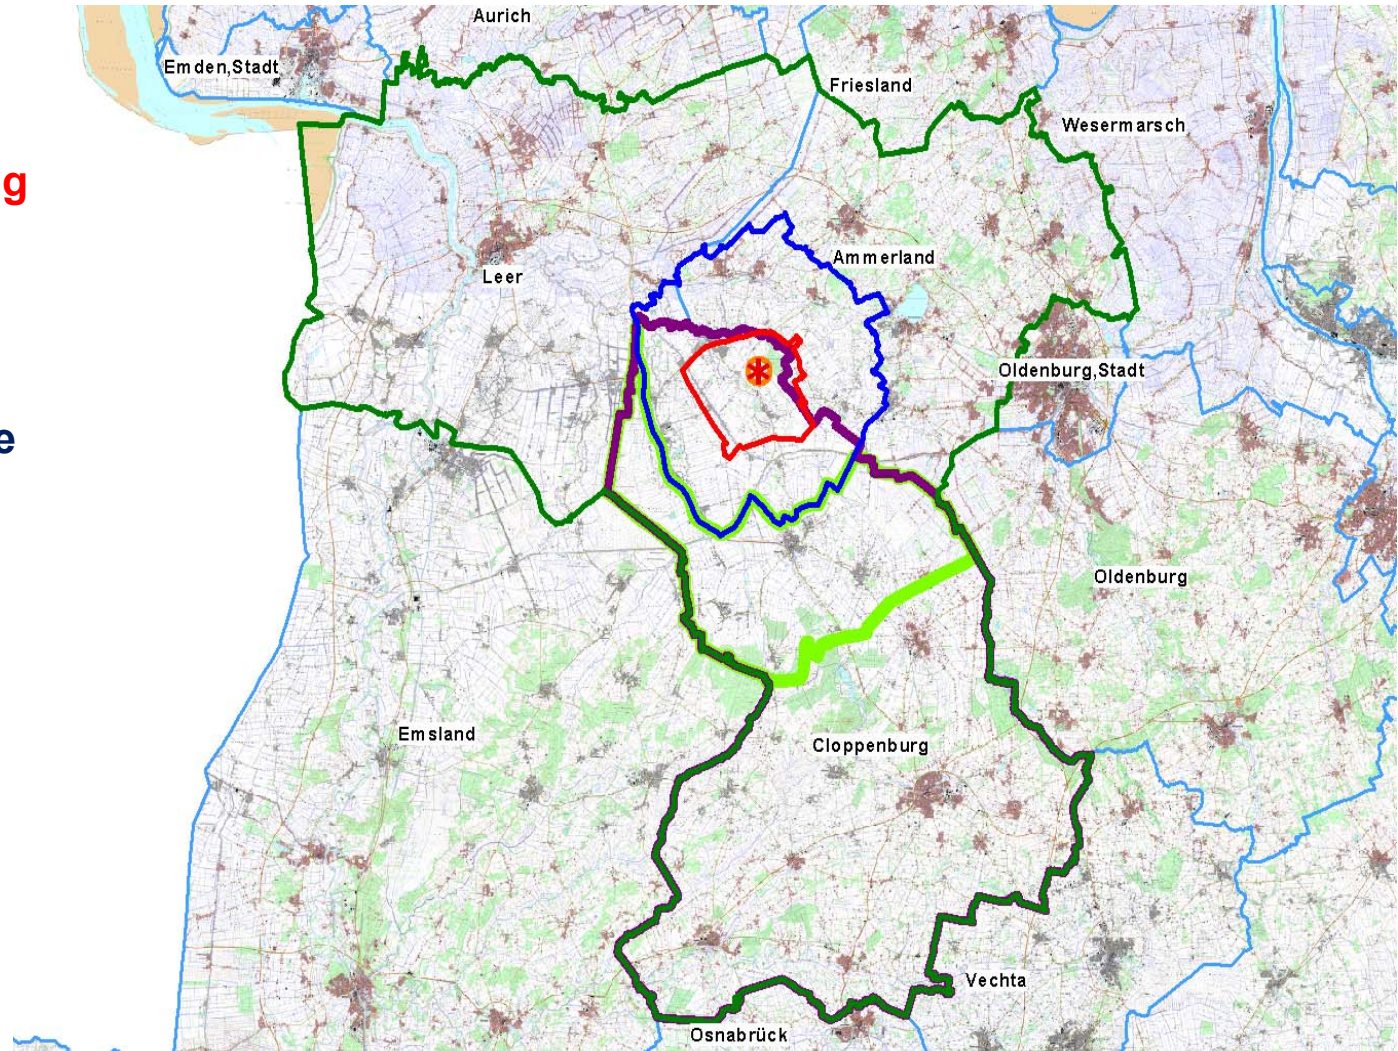 Aurich
Emden,Stadt
Friesland
Wesermarsch
g
Ammerland
Leer
Oldenburg,Stadt
e
Oldenburg
Emsland
Cloppenburg
Vechta
Osnabrück